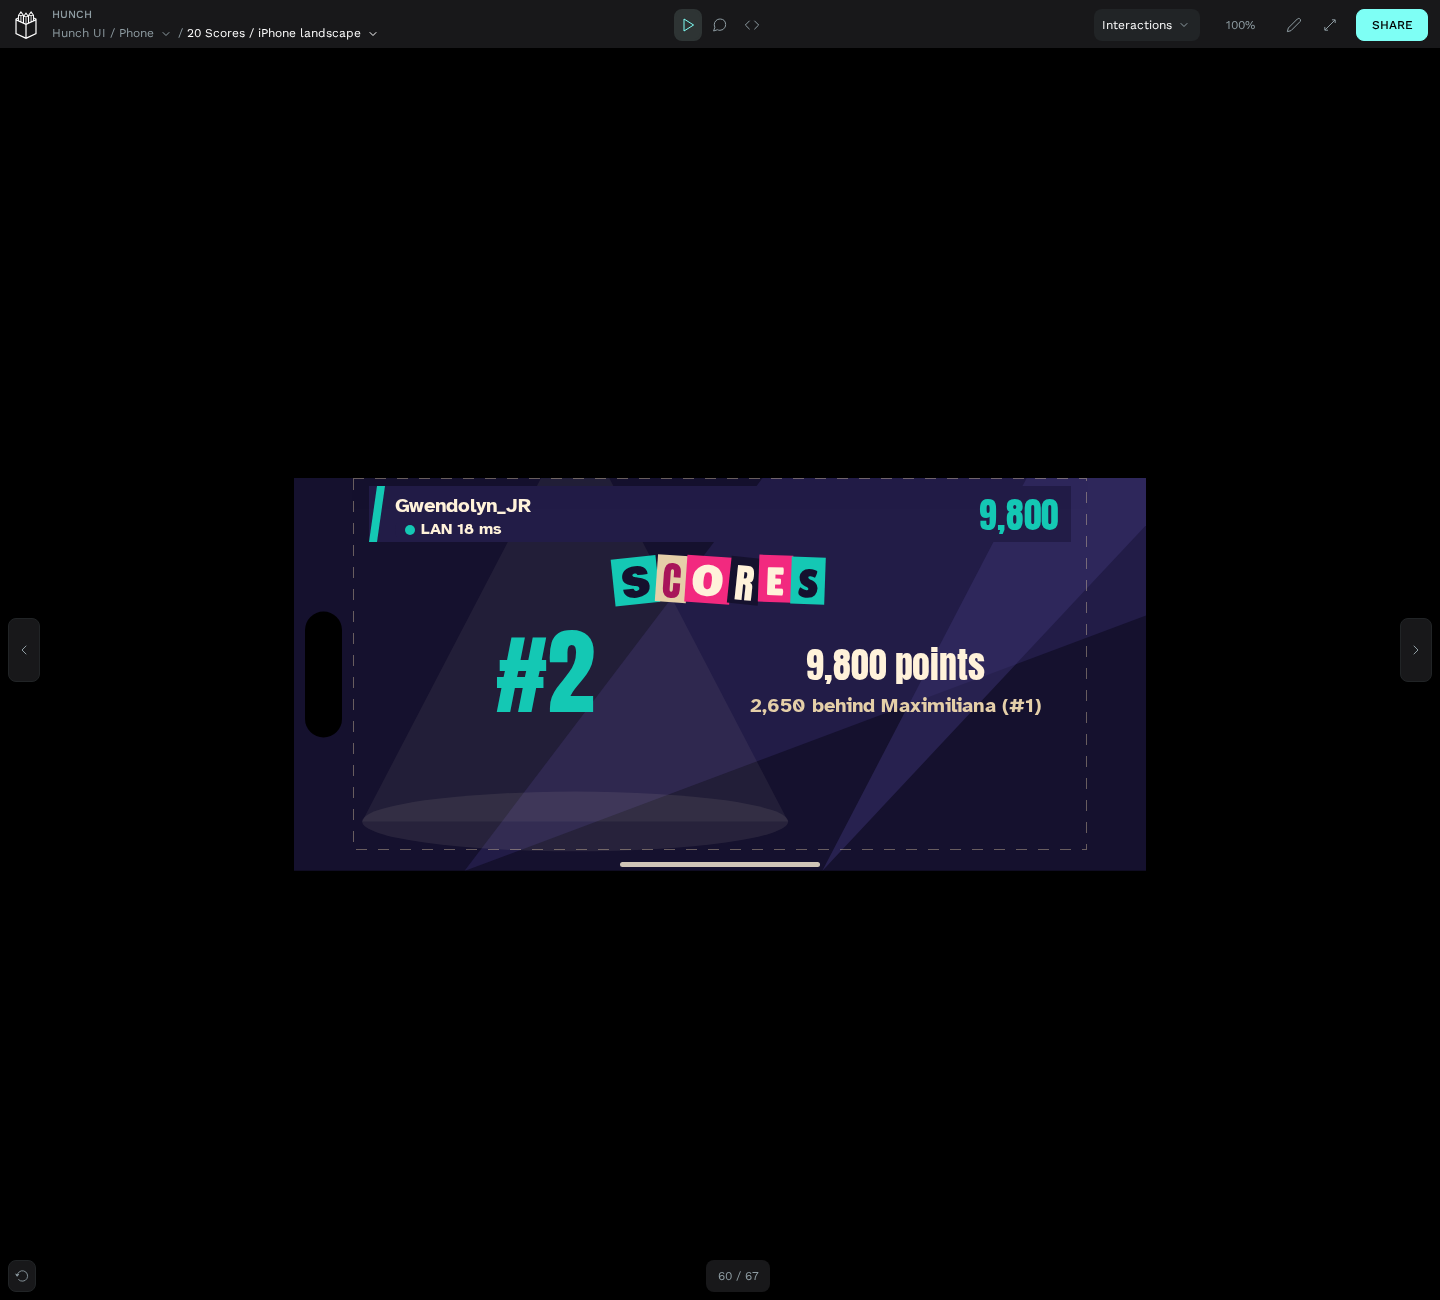 HUNCH
Hunch UI / Phone / 20 Scores / iPhone landscape
Interactions
100%
SHARE
Gwendolyn_JR
LAN 18 ms
9,800
SCORES
#2
9,800 points
2,650 behind Maximiliana (#1)
60 / 67